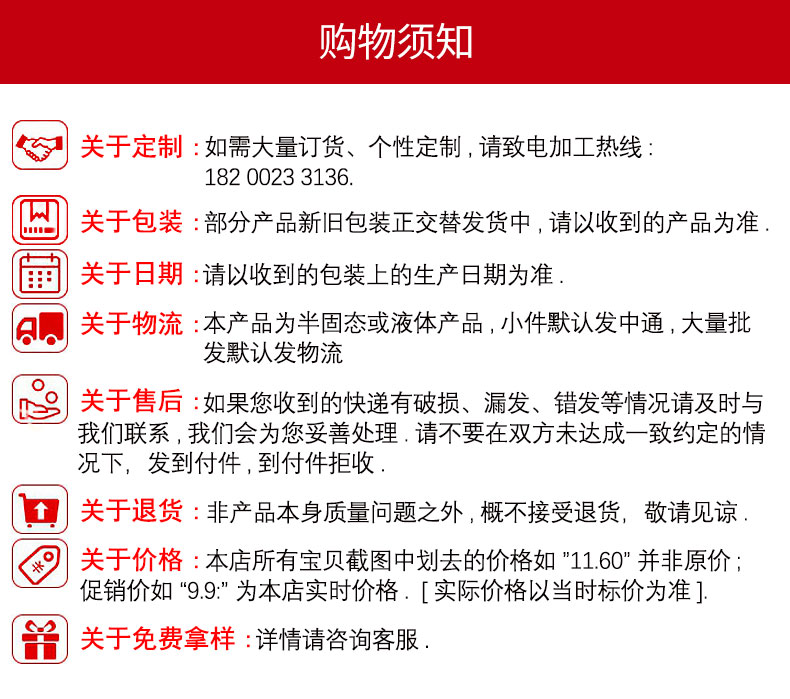 购物须知
关于定制 : 如需大量订货、个性定制 , 请致电加工热线 :
182 0023 3136.
关于包装 : 部分产品新旧包装正交替发货中 , 请以收到的产品为准 .
关于日期 : 请以收到的包装上的生产日期为准 .
关于物流 : 本产品为半固态或液体产品 , 小件默认发中通 , 大量批
发默认发物流
关于售后 : 如果您收到的快递有破损、漏发、错发等情况请及时与
我们联系 , 我们会为您妥善处理 . 请不要在双方未达成一致约定的情
况下， 发到付件 , 到付件拒收 .
关于退货 : 非产品本身质量问题之外 , 概不接受退货， 敬请见谅 .
关于价格 : 本店所有宝贝截图中划去的价格如 ”11.60” 并非原价 ;
促销价如 “9.9:” 为本店实时价格 . [ 实际价格以当时标价为准 ].
关于免费拿样 : 详情请咨询客服 .